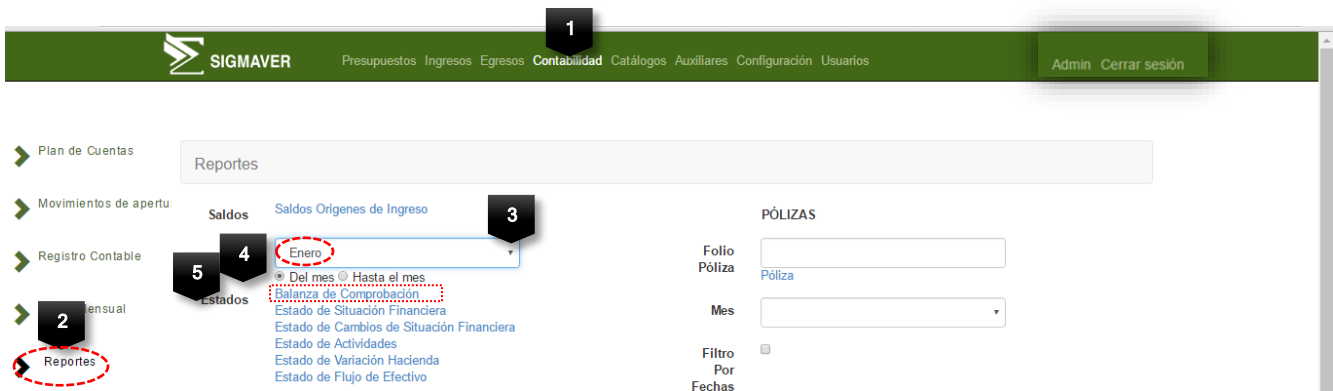 1
SIGMAVER
Presupuestos Ingresos Egresos Contabilidad Catálogos Auxiliares Configuración Usuarios
Admin Cerrar sesión
Plan de Cuentas
Reportes
Movimientos de apertu
Saldos
Saldos Origenes de Ingreso
3
PÓLIZAS
Registro Contable
4
Enero
Folio
Póliza
5
Del mes Hasta el mes
Póliza
Estados
Balanza de Comprobación
ensual
Estado de Situación Financiera
Mes
2
Estado de Cambios de Situación Financiera
Estado de Actividades
Filtro
Por
Fechas
Reportes
Estado de Variación Hacienda
Estado de Flujo de Efectivo